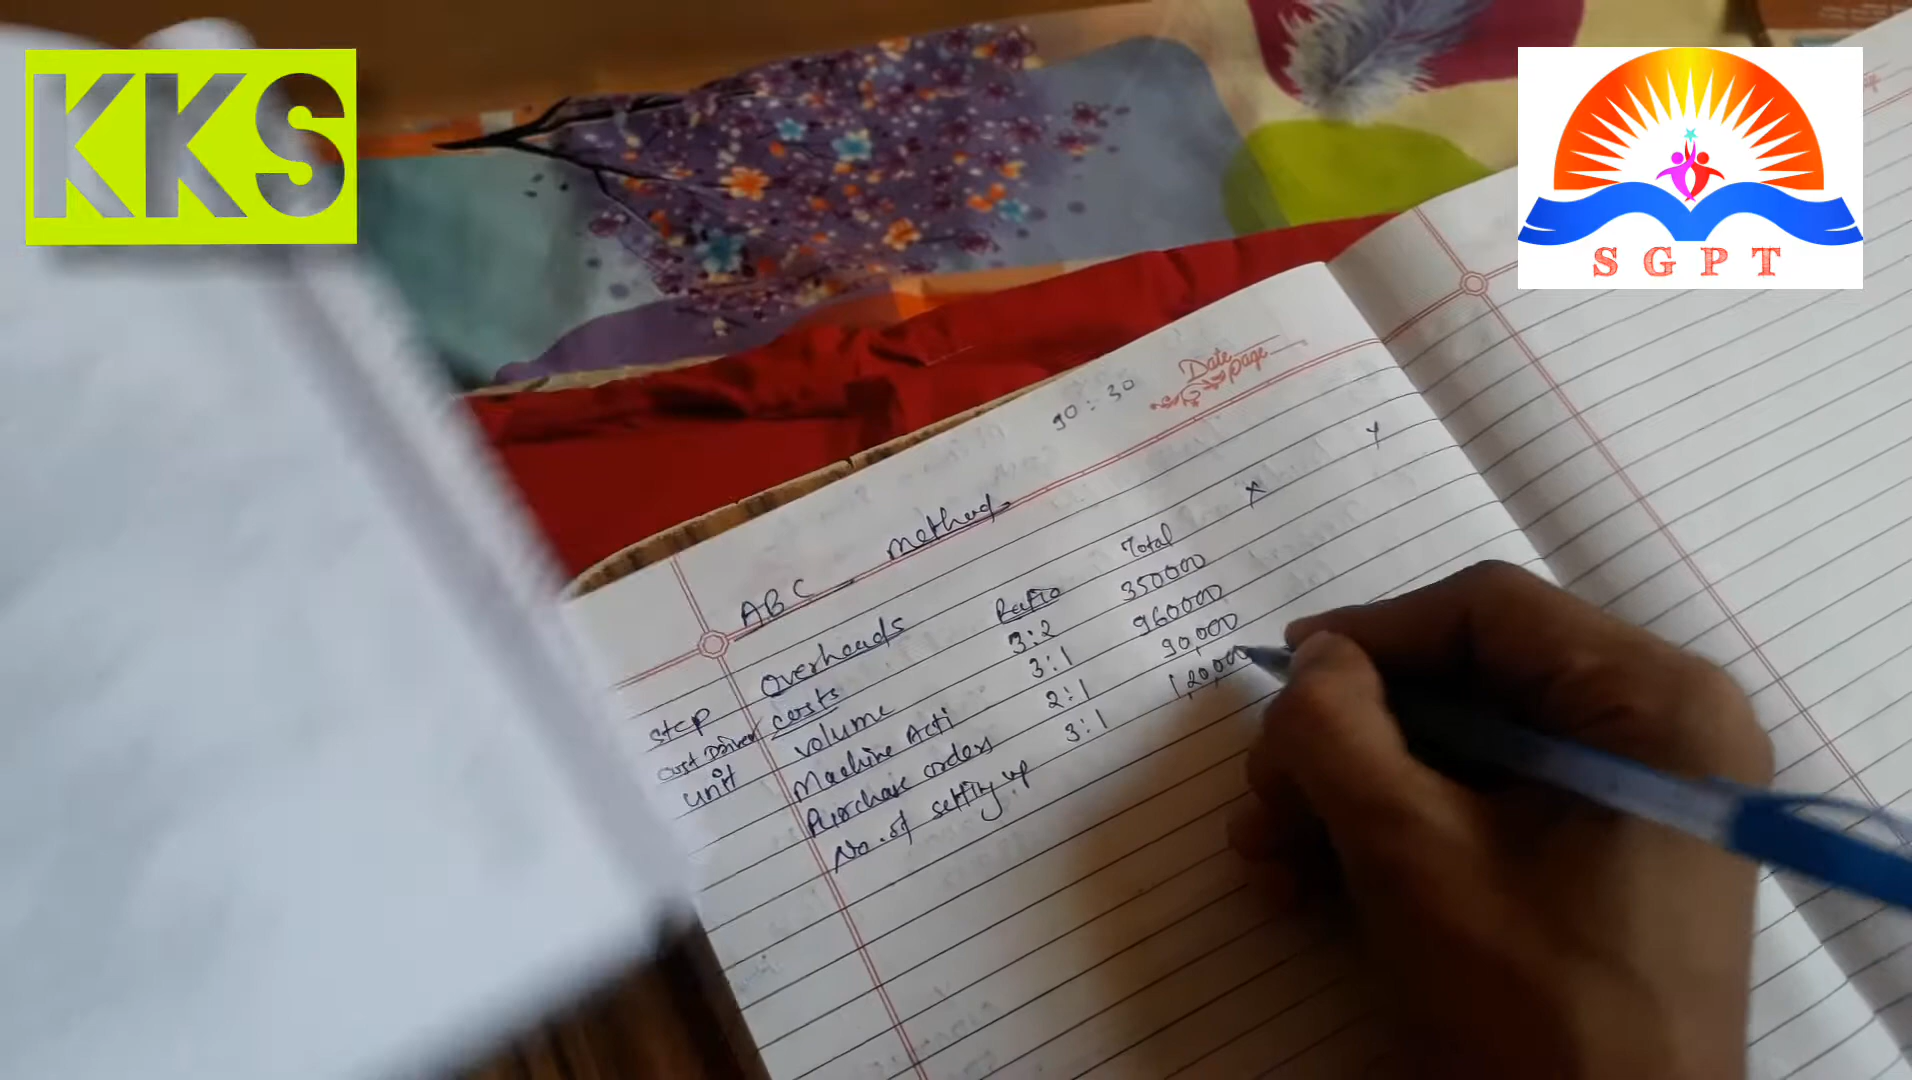 KKS
S G P T
90 : 30
Date
Page
ABC - method
overheads Ratio Total X Y
step costs 3:2 350000
cost Driver volume 3:1 960000
unit Machine Acti 2:1 90,000
Purchase orders 3:1 1,20,000
No. of setting up